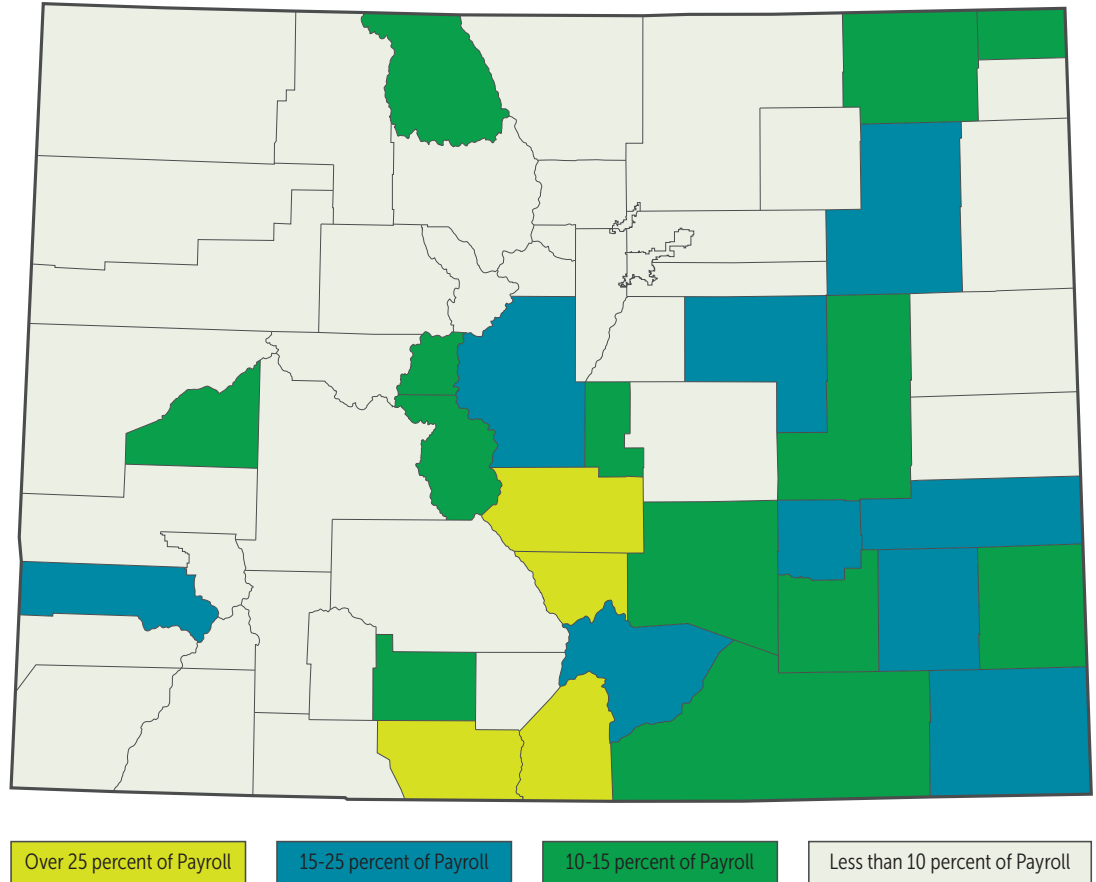 Over 25 percent of Payroll
15-25 percent of Payroll
10-15 percent of Payroll
Less than 10 percent of Payroll